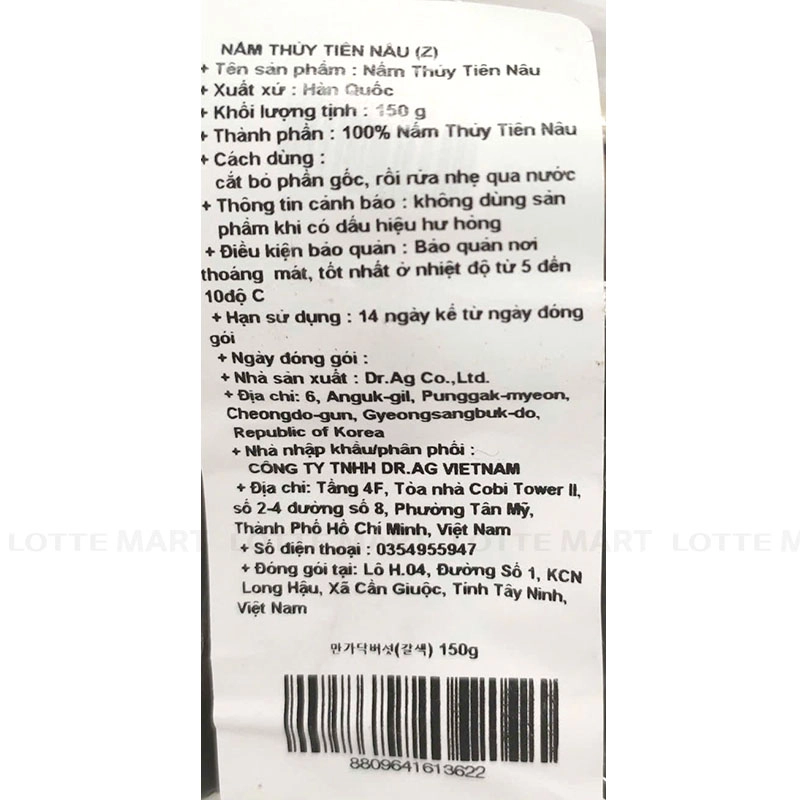 NẤM THỦY TIÊN NÂU (Z)
+ Tên sản phẩm : Nấm Thủy Tiên Nâu
+ Xuất xứ : Hàn Quốc
+ Khối lượng tịnh : 150 g
+ Thành phần : 100% Nấm Thủy Tiên Nâu
+ Cách dùng :
cắt bỏ phần gốc, rồi rửa nhẹ qua nước
+ Thông tin cảnh báo : không dùng sản
phẩm khi có dấu hiệu hư hỏng
+ Điều kiện bảo quản : Bảo quản nơi
thoáng mát, tốt nhất ở nhiệt độ từ 5 đến
10độ C
+ Hạn sử dụng : 14 ngày kể từ ngày đóng
gói
+ Ngày đóng gói :
+ Nhà sản xuất : Dr.Ag Co.,Ltd.
+ Địa chỉ: 6, Anguk-gil, Punggak-myeon,
Cheongdo-gun, Gyeongsangbuk-do,
Republic of Korea
+ Nhà nhập khẩu/phân phối :
CÔNG TY TNHH DR.AG VIETNAM
+ Địa chỉ: Tầng 4F, Tòa nhà Cobi Tower II,
số 2-4 đường số 8, Phường Tân Mỹ,
Thành Phố Hồ Chí Minh, Việt Nam
LOTTE MART LOTTE MART LOTTE MART LOTTE MART
+ Số điện thoại : 0354955947
+ Đóng gói tại: Lô H.04, Đường Số 1, KCN
Long Hậu, Xã Cần Giuộc, Tỉnh Tây Ninh,
Việt Nam
만가닥버섯(갈색) 150g
8809641613622